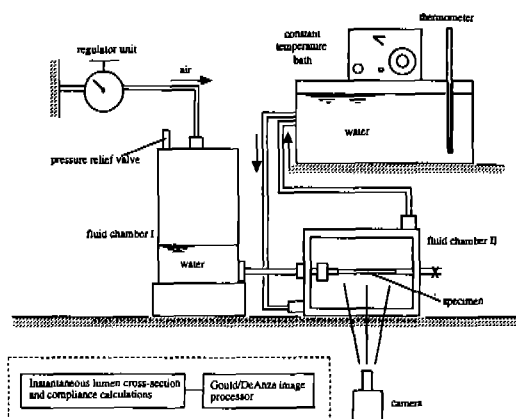 regulator unit
air
pressure relief valve
fluid chamber I
water
constant
temperature
bath
thermometer
water
fluid chamber II
specimen
camera
Instantaneous lumen cross-section
and compliance calculations
Gould/DeAnza image
processor